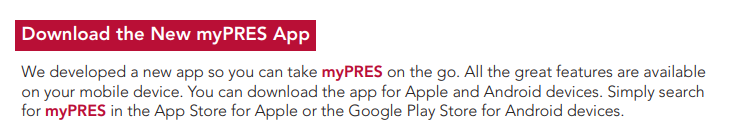 Download the New myPRES App
We developed a new app so you can take myPRES on the go. All the great features are available
on your mobile device. You can download the app for Apple and Android devices. Simply search
for myPRES in the App Store for Apple or the Google Play Store for Android devices.